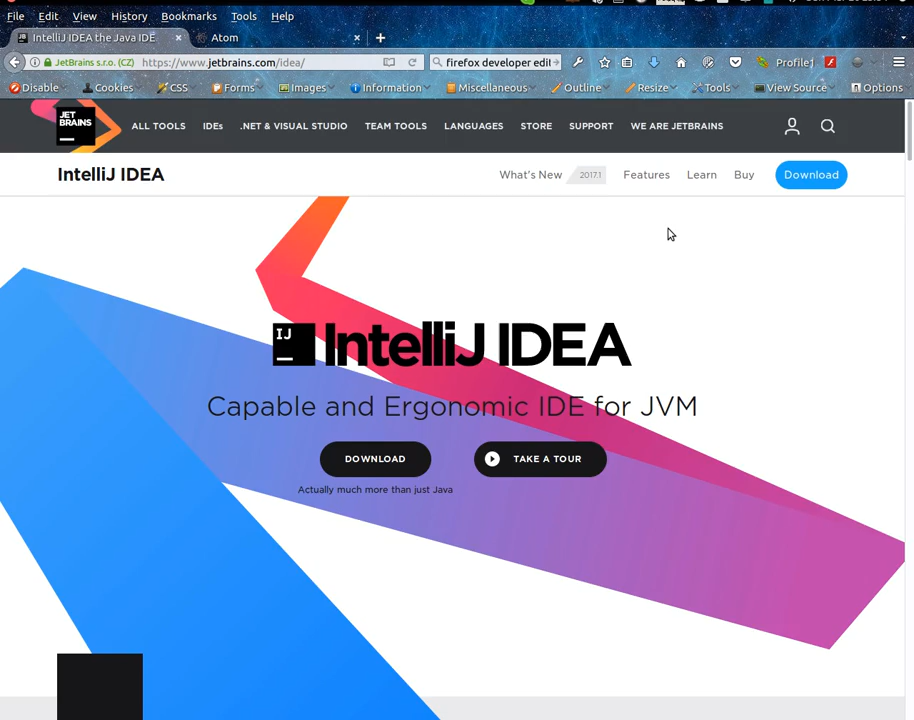 File Edit View History Bookmarks Tools Help
IntelliJ IDEA the Java IDE
Atom
JetBrains s.r.o. (CZ) https://www.jetbrains.com/idea/
firefox developer edit
Profile
Disable Cookies CSS Forms Images Information Miscellaneous Outline Resize Tools View Source Options
JET
BRAINS
ALL TOOLS IDEs .NET & VISUAL STUDIO TEAM TOOLS LANGUAGES STORE SUPPORT WE ARE JETBRAINS
IntelliJ IDEA
What's New 2017.1 Features Learn Buy Download
IJ IntelliJ IDEA
Capable and Ergonomic IDE for JVM
DOWNLOAD TAKE A TOUR
Actually much more than just Java